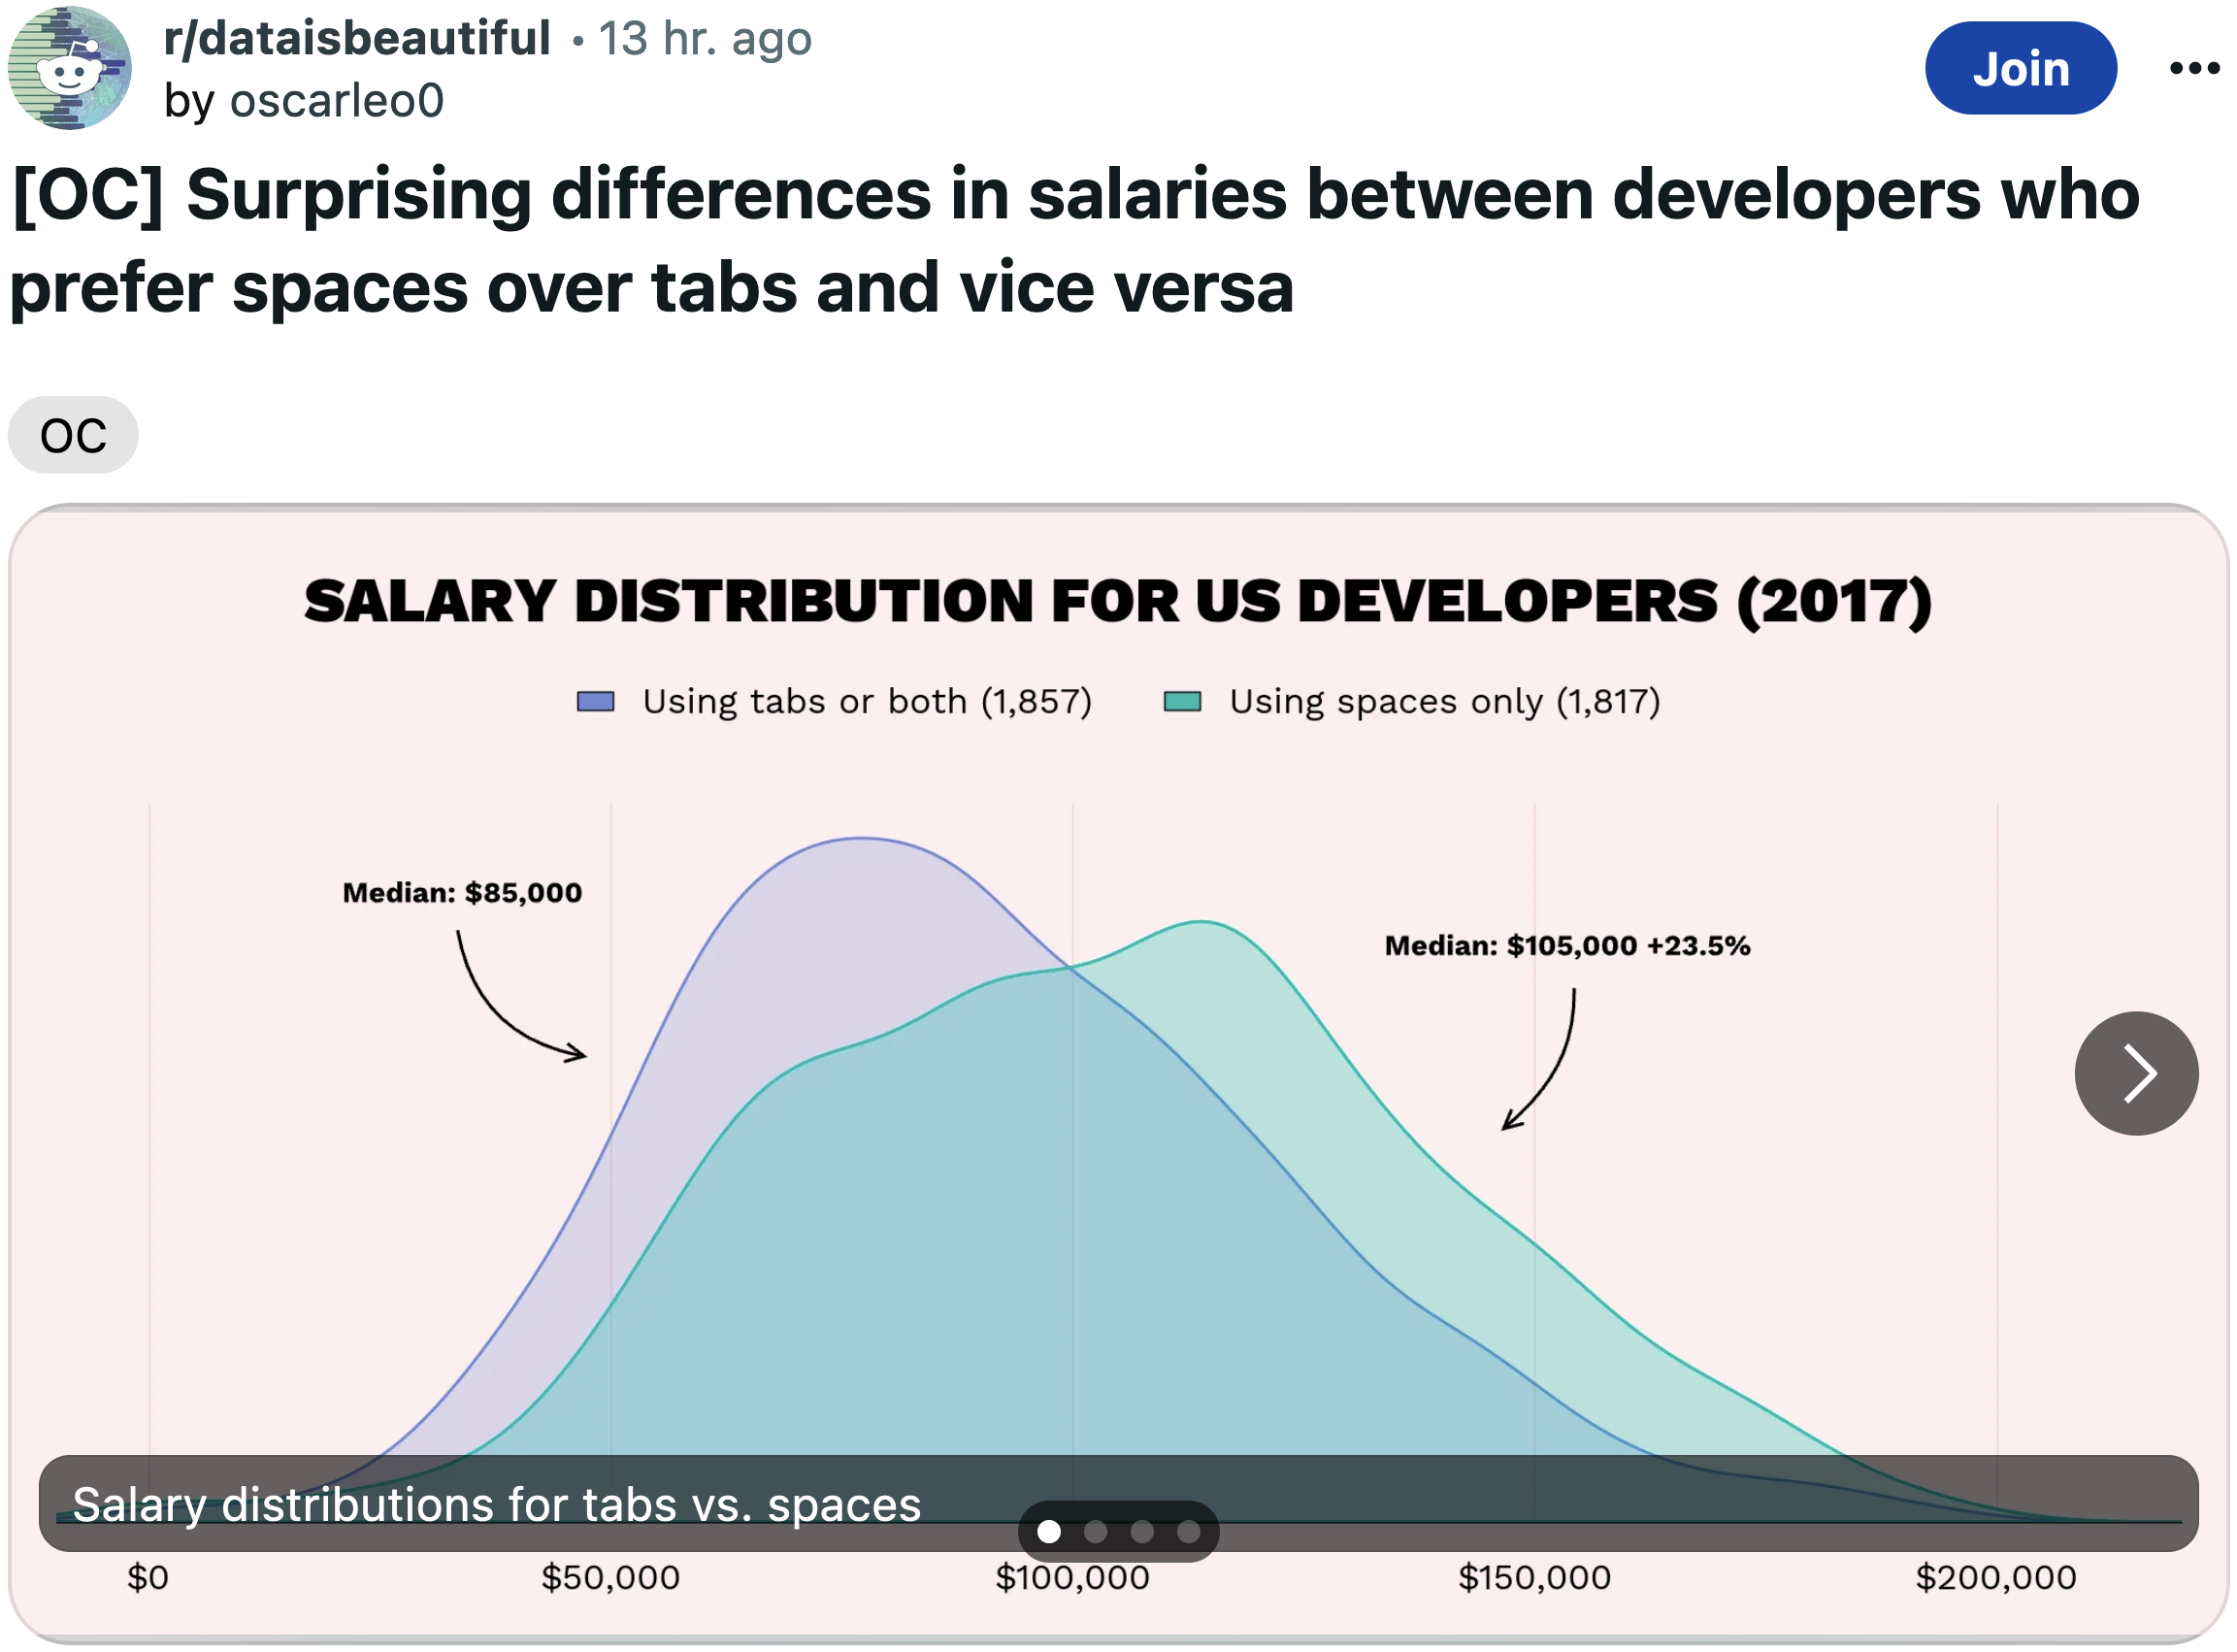 r/dataisbeautiful • 13 hr. ago
by oscarleo0
Join
[OC] Surprising differences in salaries between developers who
prefer spaces over tabs and vice versa
OC
SALARY DISTRIBUTION FOR US DEVELOPERS (2017)
Using tabs or both (1,857)
Using spaces only (1,817)
Median: $85,000
Median: $105,000 +23.5%
Salary distributions for tabs vs. spaces
$0
$50,000
$100,000
$150,000
$200,000